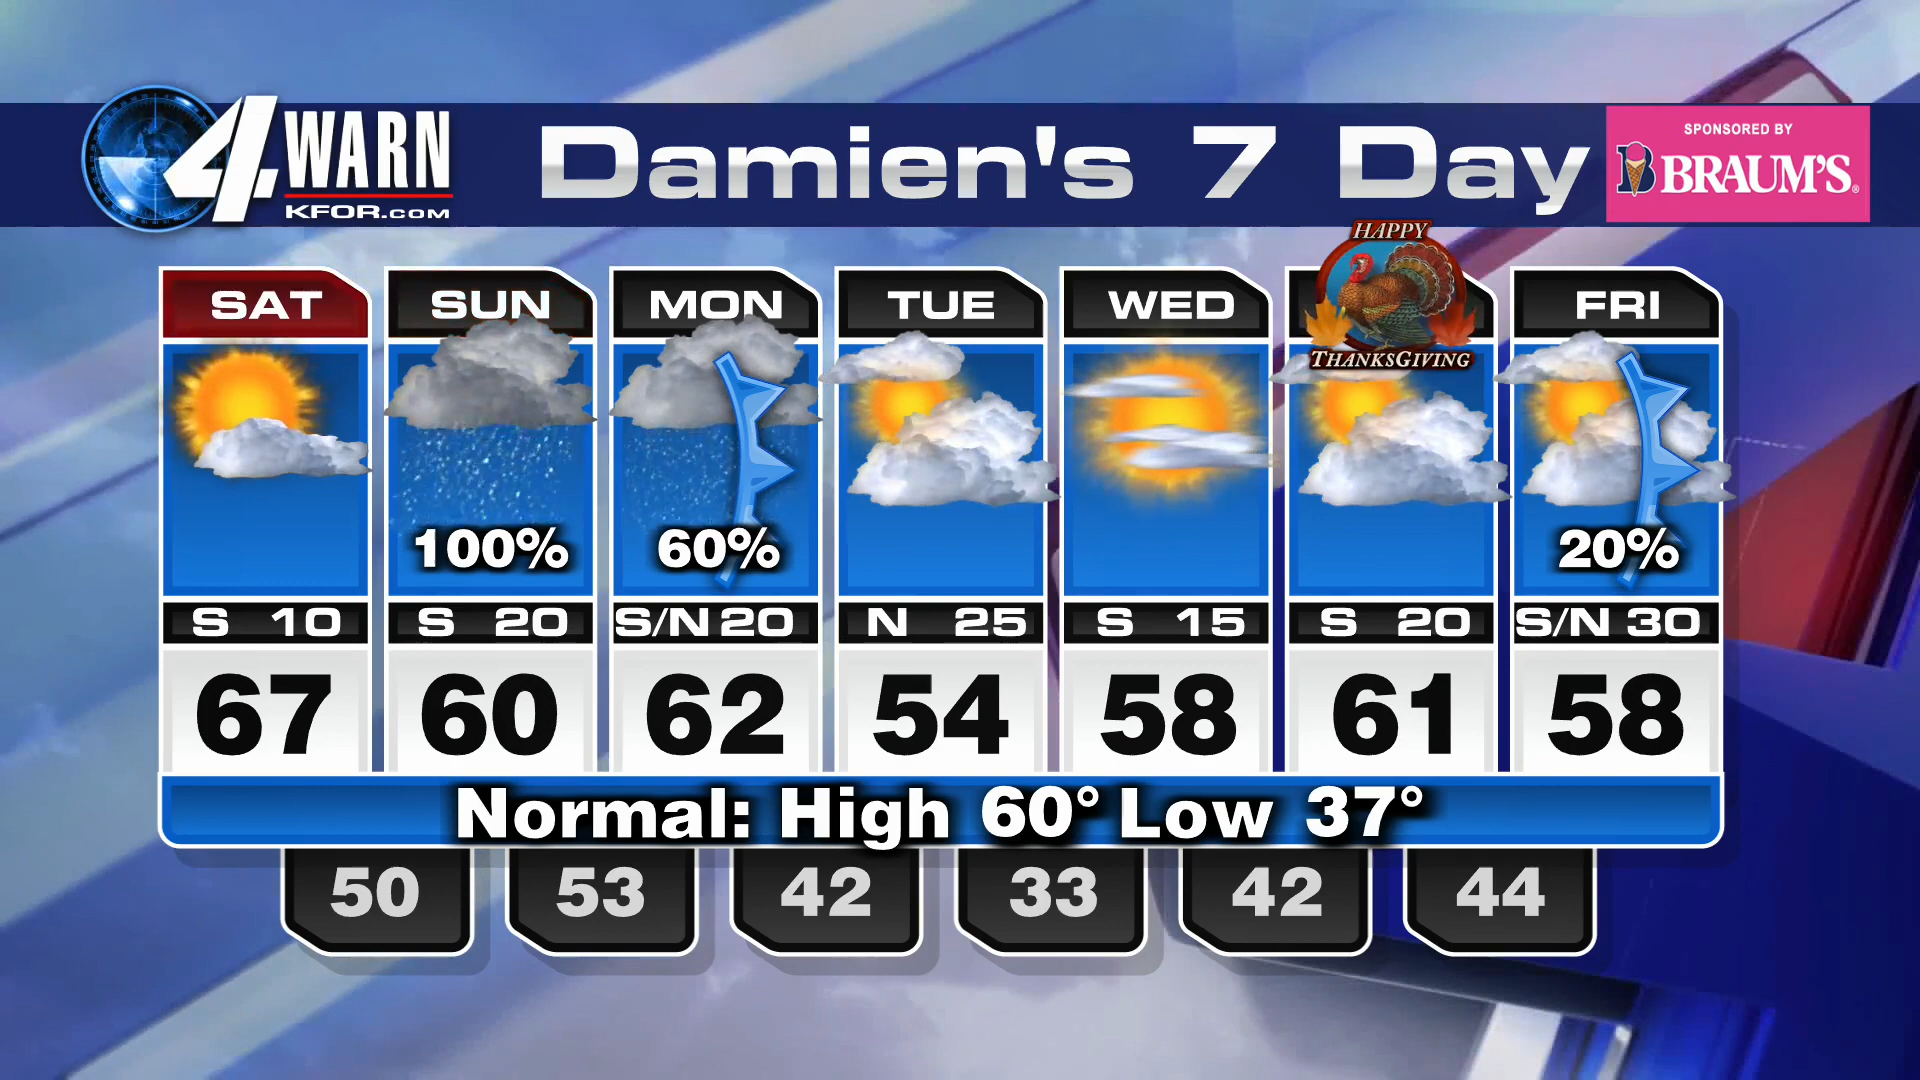 4WARN
KFOR.COM
Damien's 7 Day
SPONSORED BY
B BRAUM'S®
SAT SUN MON TUE WED HAPPY THANKSGIVING FRI
100% 60% 20%
S 10 S 20 S/N 20 N 25 S 15 S 20 S/N 30
67 60 62 54 58 61 58
Normal: High 60° Low 37°
50 53 42 33 42 44